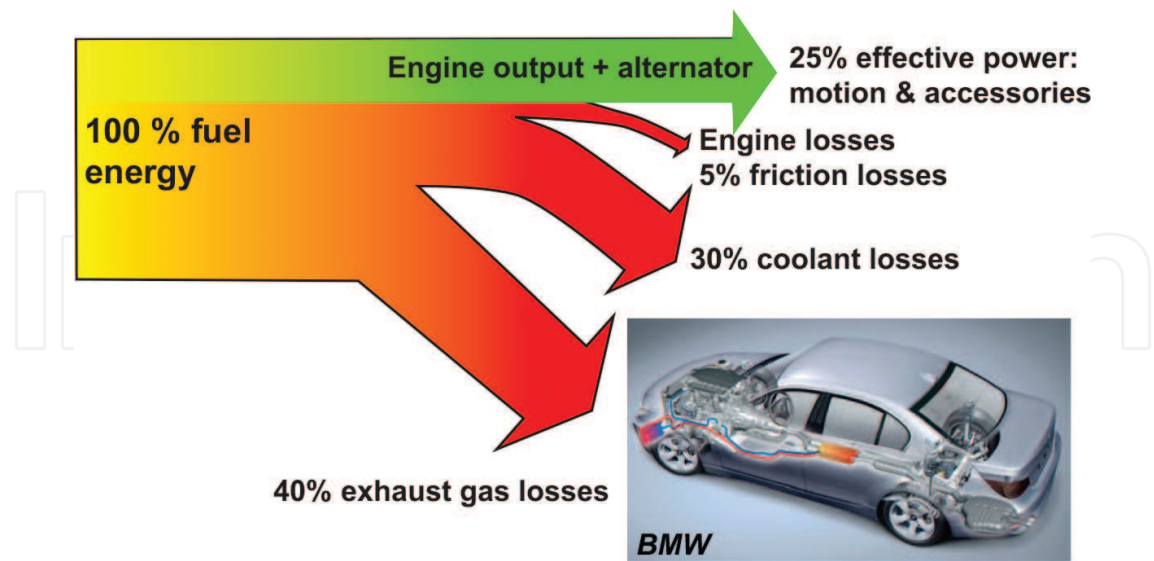 Engine output + alternator
25% effective power:
motion & accessories
100 % fuel
energy
Engine losses
5% friction losses
30% coolant losses
40% exhaust gas losses
BMW